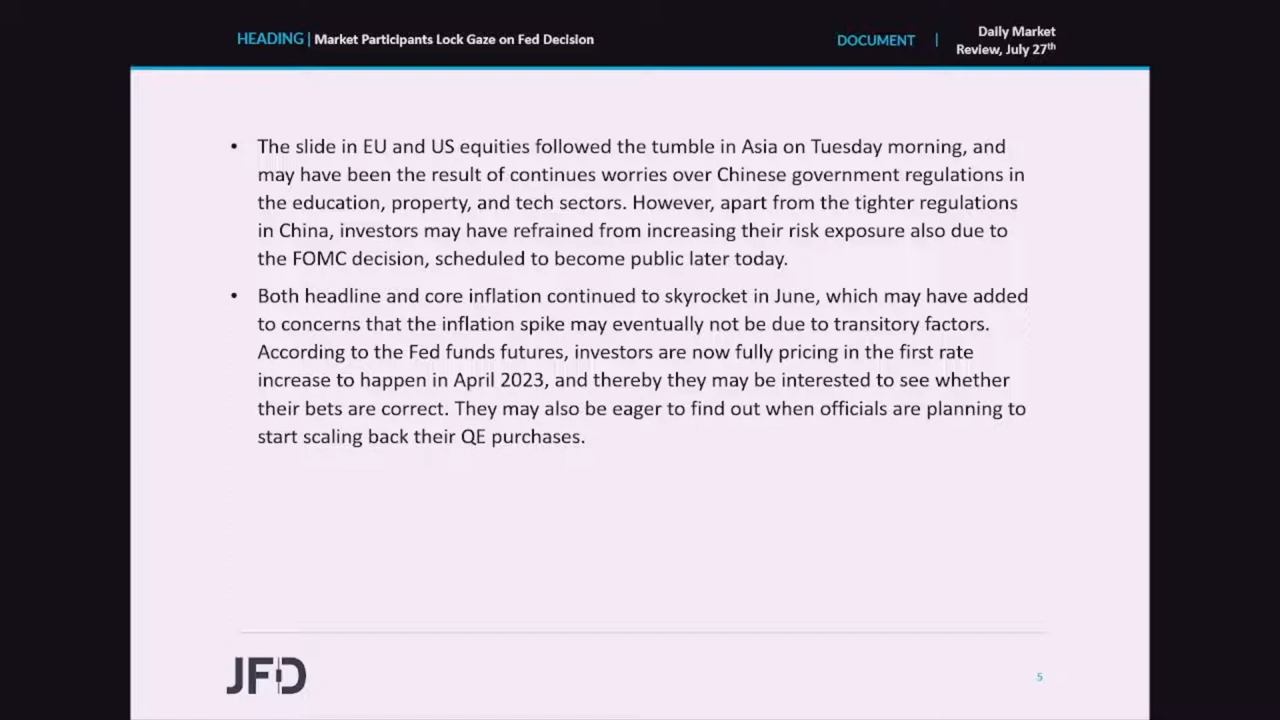 HEADING | Market Participants Lock Gaze on Fed Decision
DOCUMENT | Daily Market
Review, July 27th
• The slide in EU and US equities followed the tumble in Asia on Tuesday morning, and
may have been the result of continues worries over Chinese government regulations in
the education, property, and tech sectors. However, apart from the tighter regulations
in China, investors may have refrained from increasing their risk exposure also due to
the FOMC decision, scheduled to become public later today.
• Both headline and core inflation continued to skyrocket in June, which may have added
to concerns that the inflation spike may eventually not be due to transitory factors.
According to the Fed funds futures, investors are now fully pricing in the first rate
increase to happen in April 2023, and thereby they may be interested to see whether
their bets are correct. They may also be eager to find out when officials are planning to
start scaling back their QE purchases.
JFD
5